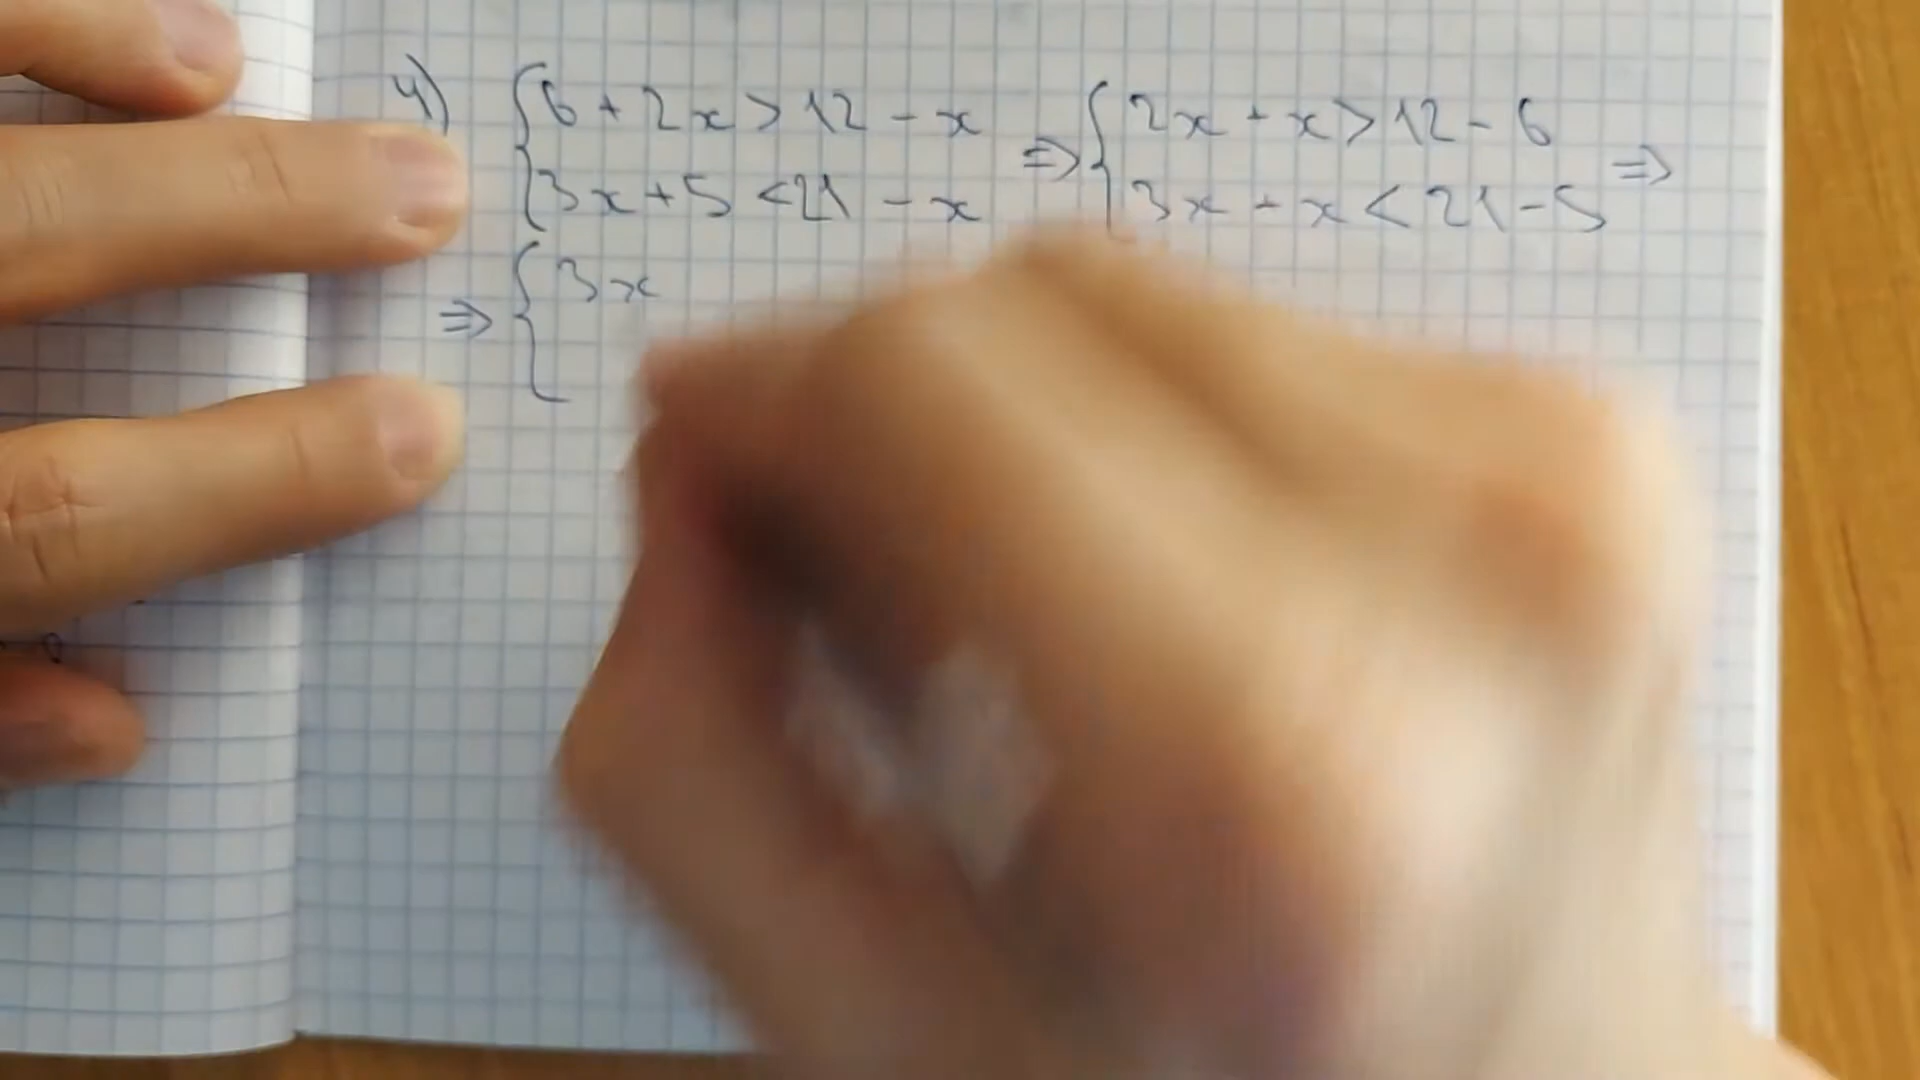 4) { 6 + 2x > 12 - x ⇒ { 2x + x > 12 - 6
3x + 5 < 21 - x 3x + x < 21 - 5 ⇒
⇒ { 3x